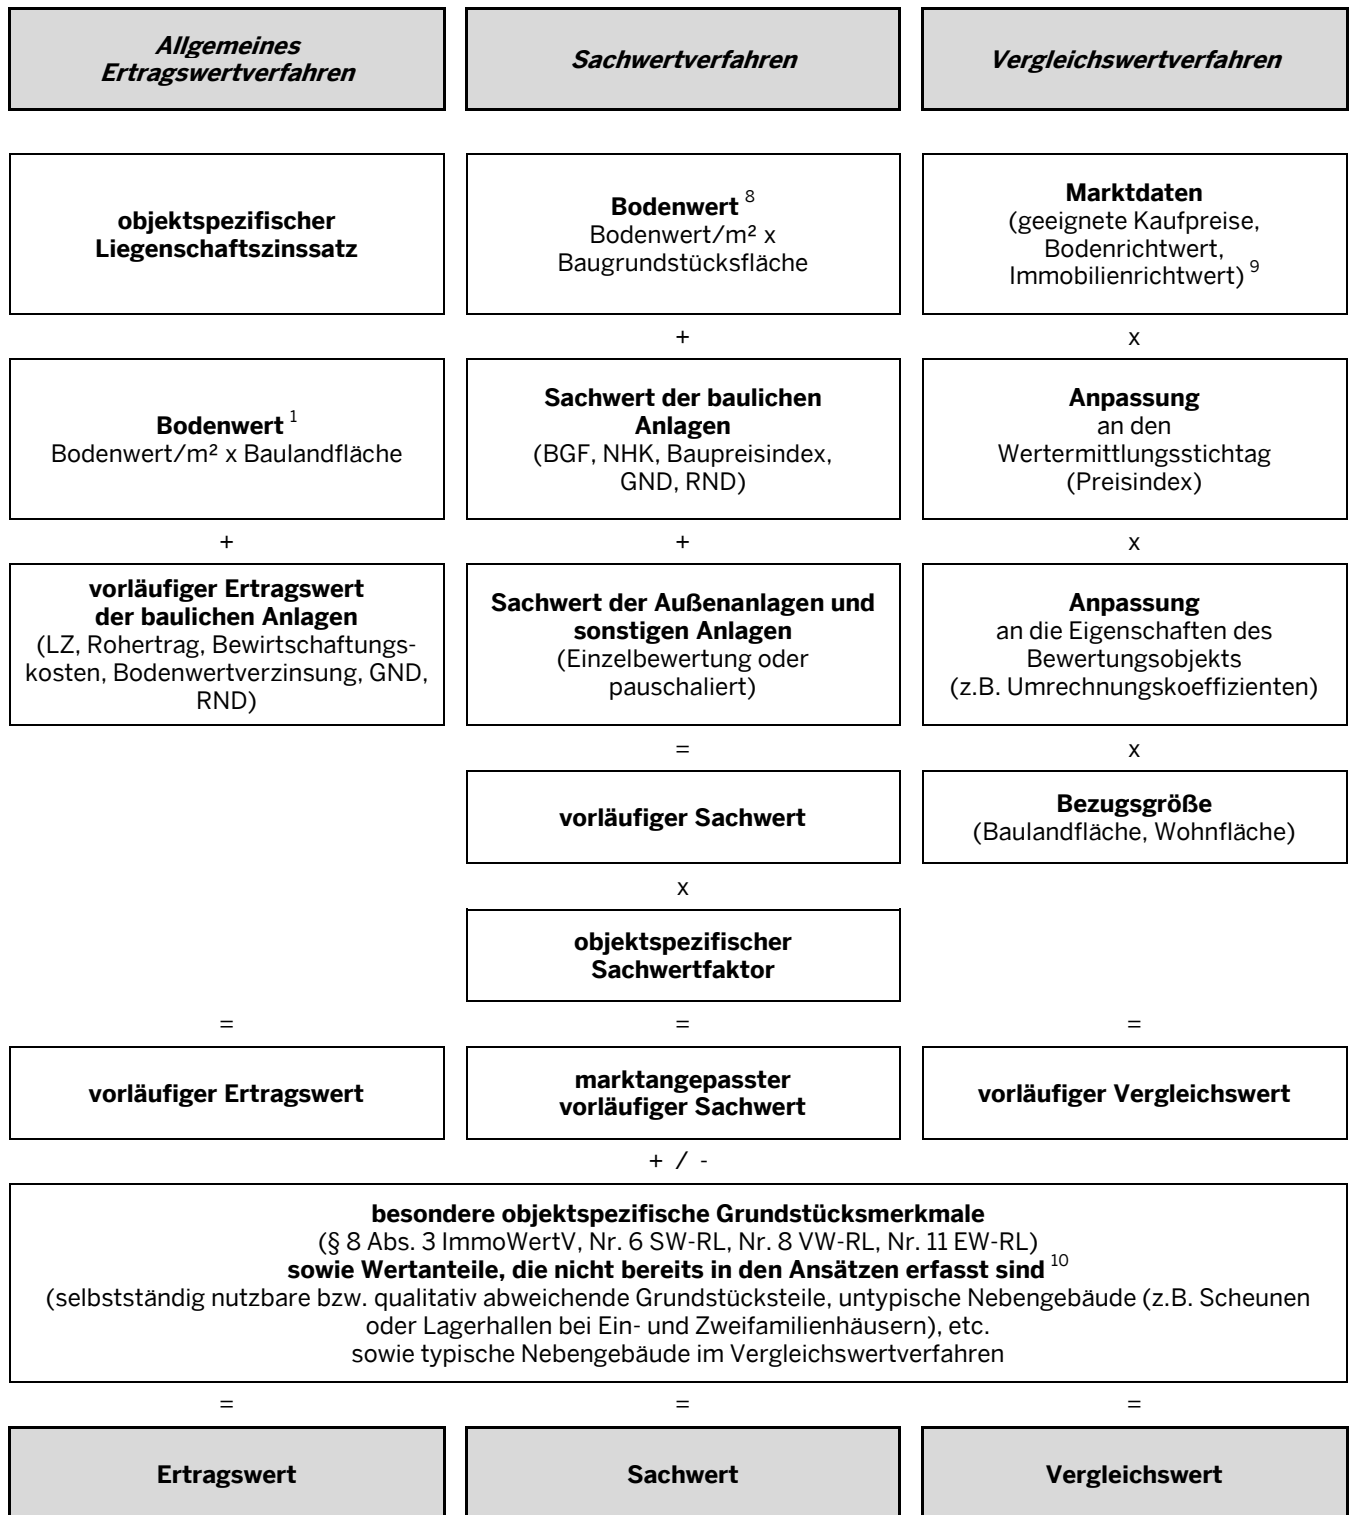 Allgemeines
Ertragswertverfahren
Sachwertverfahren
Vergleichswertverfahren
objektspezifischer
Liegenschaftszinssatz
Bodenwert 8
Bodenwert/m² x
Baugrundstücksfläche
Marktdaten
(geeignete Kaufpreise,
Bodenrichtwert,
Immobilienrichtwert) 9
+
x
Bodenwert 1
Bodenwert/m² x Baulandfläche
Sachwert der baulichen
Anlagen
(BGF, NHK, Baupreisindex,
GND, RND)
Anpassung
an den
Wertermittlungsstichtag
(Preisindex)
+
+
x
vorläufiger Ertragswert
der baulichen Anlagen
(LZ, Rohertrag, Bewirtschaftungs-
kosten, Bodenwertverzinsung, GND,
RND)
Sachwert der Außenanlagen und
sonstigen Anlagen
(Einzelbewertung oder
pauschaliert)
Anpassung
an die Eigenschaften des
Bewertungsobjekts
(z.B. Umrechnungskoeffizienten)
=
x
vorläufiger Sachwert
Bezugsgröße
(Baulandfläche, Wohnfläche)
x
objektspezifischer
Sachwertfaktor
=
=
=
vorläufiger Ertragswert
marktangepasster
vorläufiger Sachwert
vorläufiger Vergleichswert
+ / -
besondere objektspezifische Grundstücksmerkmale
(§ 8 Abs. 3 ImmoWertV, Nr. 6 SW-RL, Nr. 8 VW-RL, Nr. 11 EW-RL)
sowie Wertanteile, die nicht bereits in den Ansätzen erfasst sind 10
(selbstständig nutzbare bzw. qualitativ abweichende Grundstücksteile, untypische Nebengebäude (z.B. Scheunen
oder Lagerhallen bei Ein- und Zweifamilienhäusern), etc.
sowie typische Nebengebäude im Vergleichswertverfahren
=
=
=
Ertragswert
Sachwert
Vergleichswert